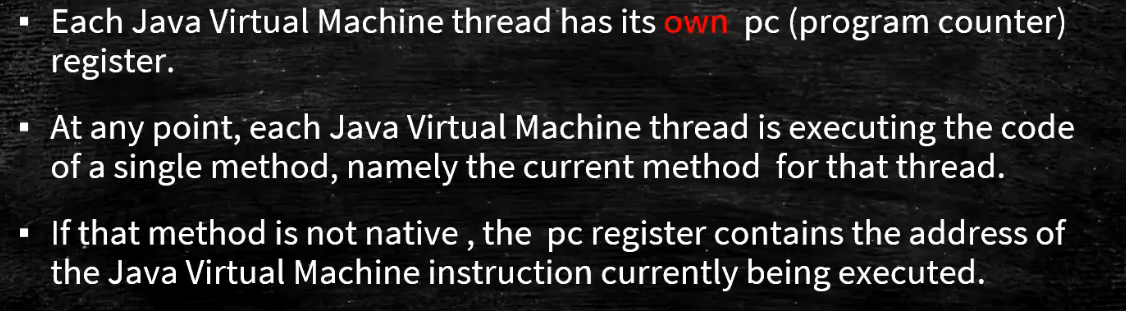 ▪ Each Java Virtual Machine thread has its own pc (program counter)
register.
▪ At any point, each Java Virtual Machine thread is executing the code
of a single method, namely the current method for that thread.
▪ If that method is not native , the pc register contains the address of
the Java Virtual Machine instruction currently being executed.